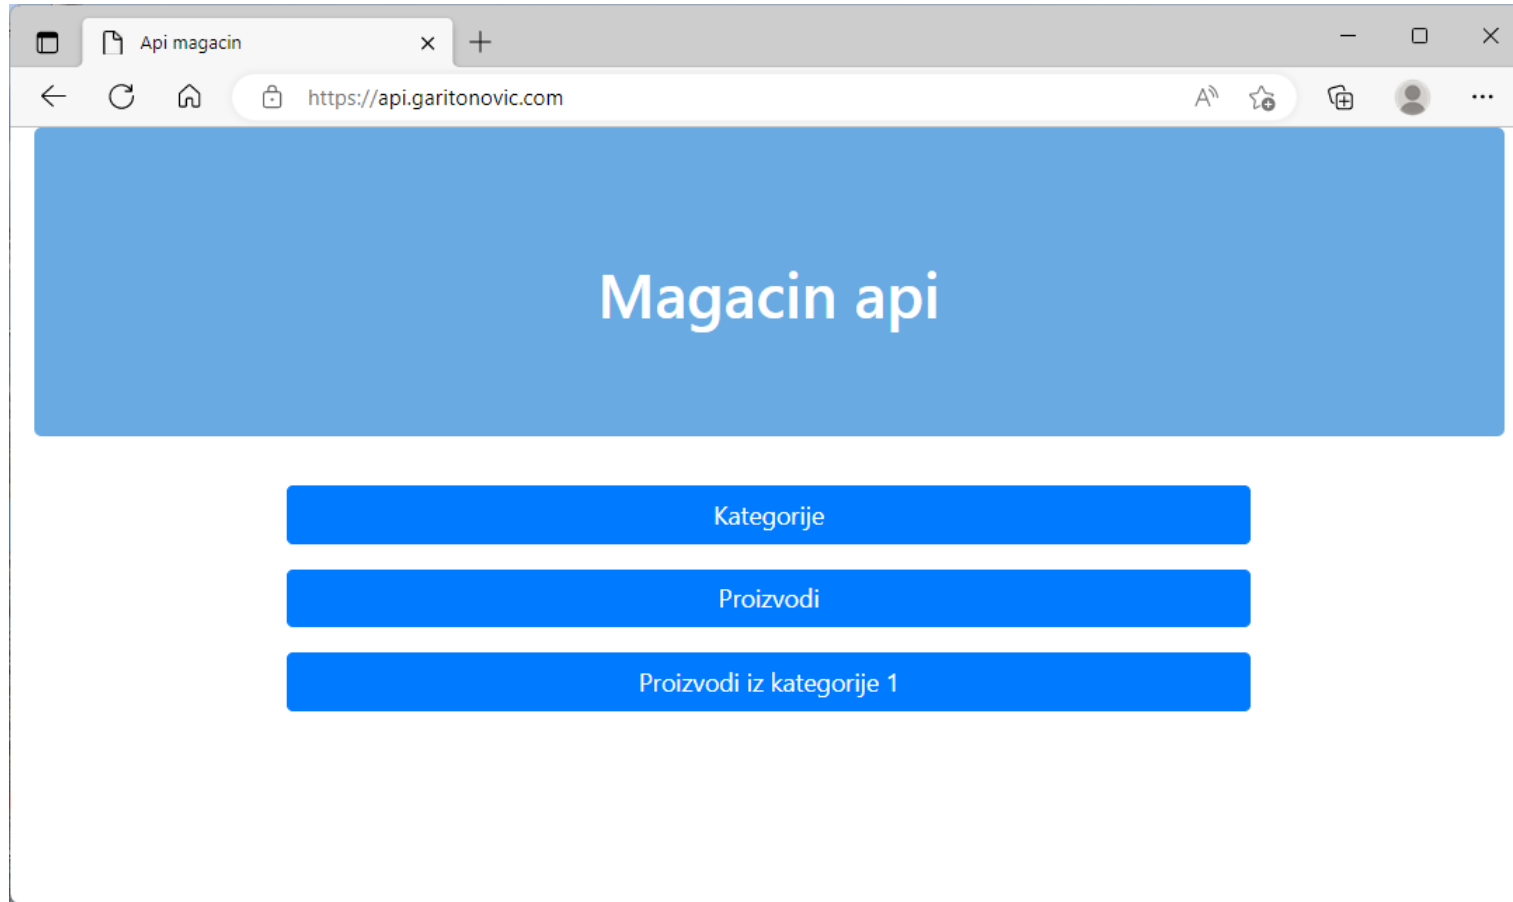 Api magacin
https://api.garitonovic.com
Magacin api
Kategorije
Proizvodi
Proizvodi iz kategorije 1